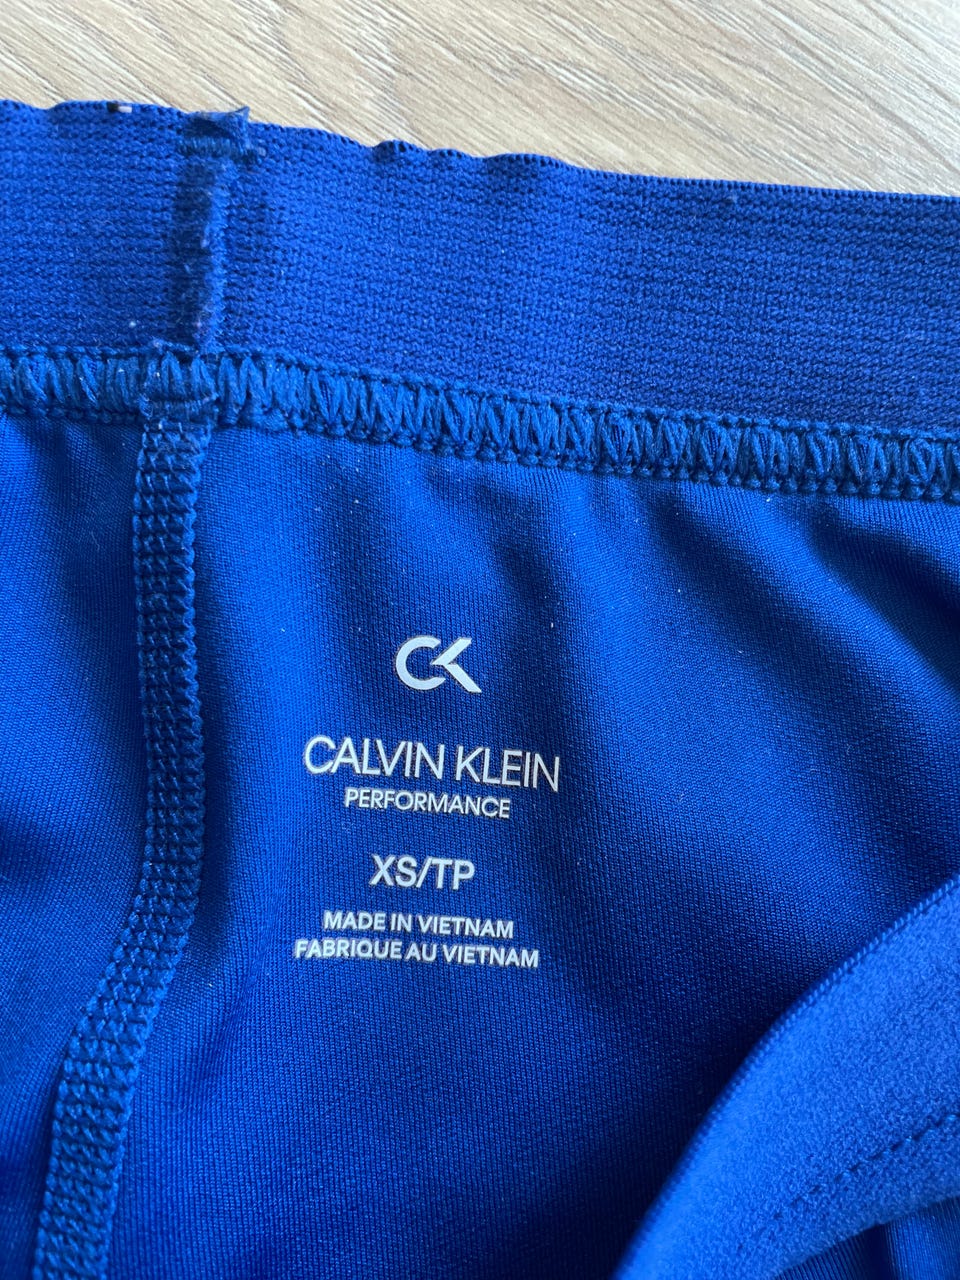 CK
CALVIN KLEIN
PERFORMANCE
XS/TP
MADE IN VIETNAM
FABRIQUE AU VIETNAM